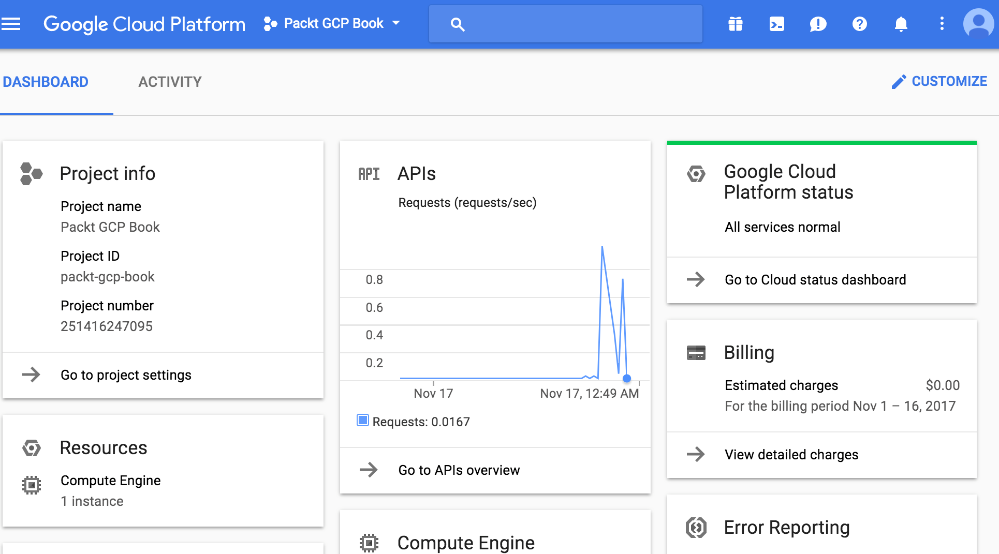 Google Cloud Platform
Packt GCP Book
DASHBOARD
ACTIVITY
CUSTOMIZE
Project info
Project name
Packt GCP Book
Project ID
packt-gcp-book
Project number
251416247095
Go to project settings
Resources
Compute Engine
1 instance
API
APIs
Requests (requests/sec)
0.8
0.6
0.4
0.2
Nov 17
Nov 17, 12:49 AM
Requests: 0.0167
Go to APIs overview
Compute Engine
Google Cloud
Platform status
All services normal
Go to Cloud status dashboard
Billing
Estimated charges
$0.00
For the billing period Nov 1 – 16, 2017
View detailed charges
Error Reporting